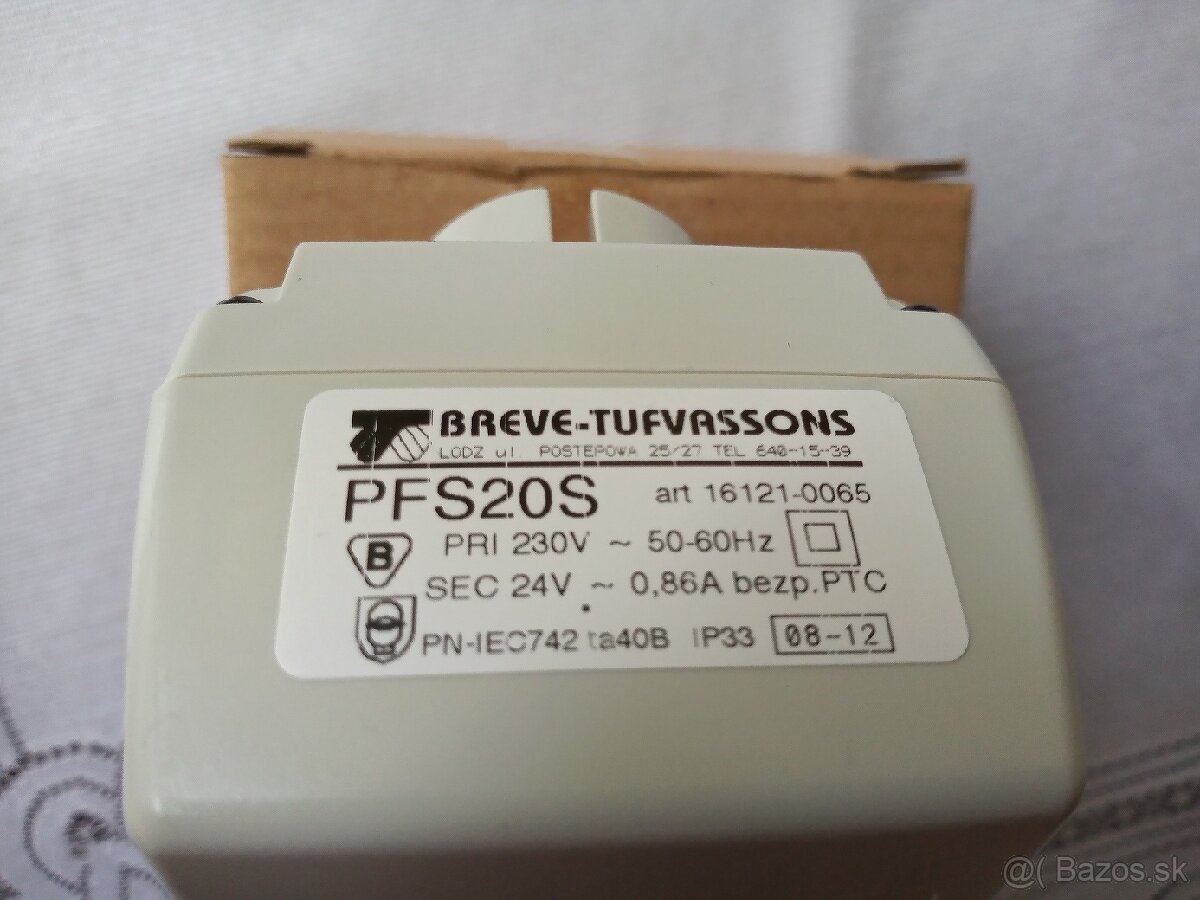 BREVE-TUFVASSONS
LODZ ul. POSTEPOWA 25/27 TEL 640-15-39
PFS20S art 16121-0065
B PRI 230V ~ 50-60Hz
SEC 24V ~ 0,86A bezp.PTC
PN-IEC742 ta40B IP33 08-12
@( Bazos.sk